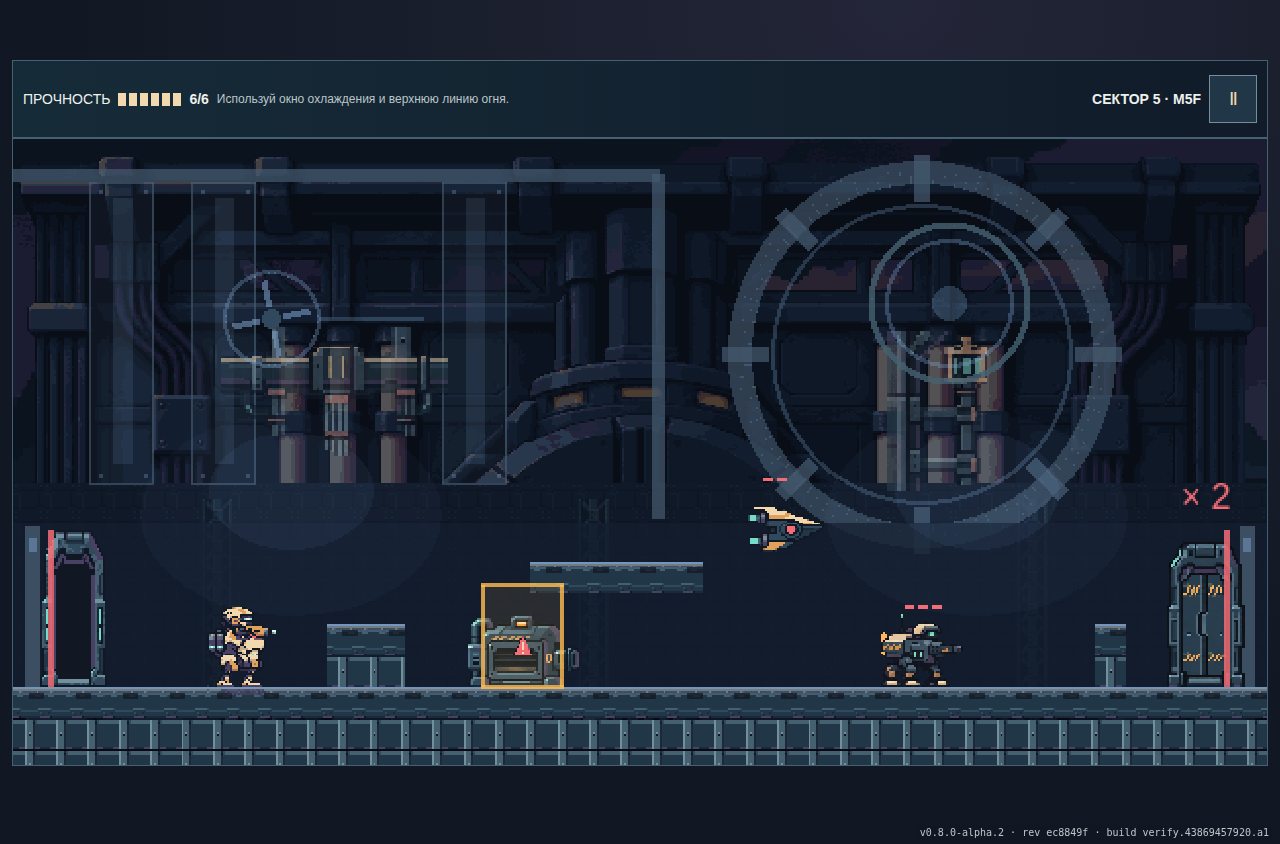 ПРОЧНОСТЬ 6/6 Используй окно охлаждения и верхнюю линию огня.
СЕКТОР 5 · M5F
× 2
v0.8.0-alpha.2 · rev ec8849f · build verify.43869457920.a1